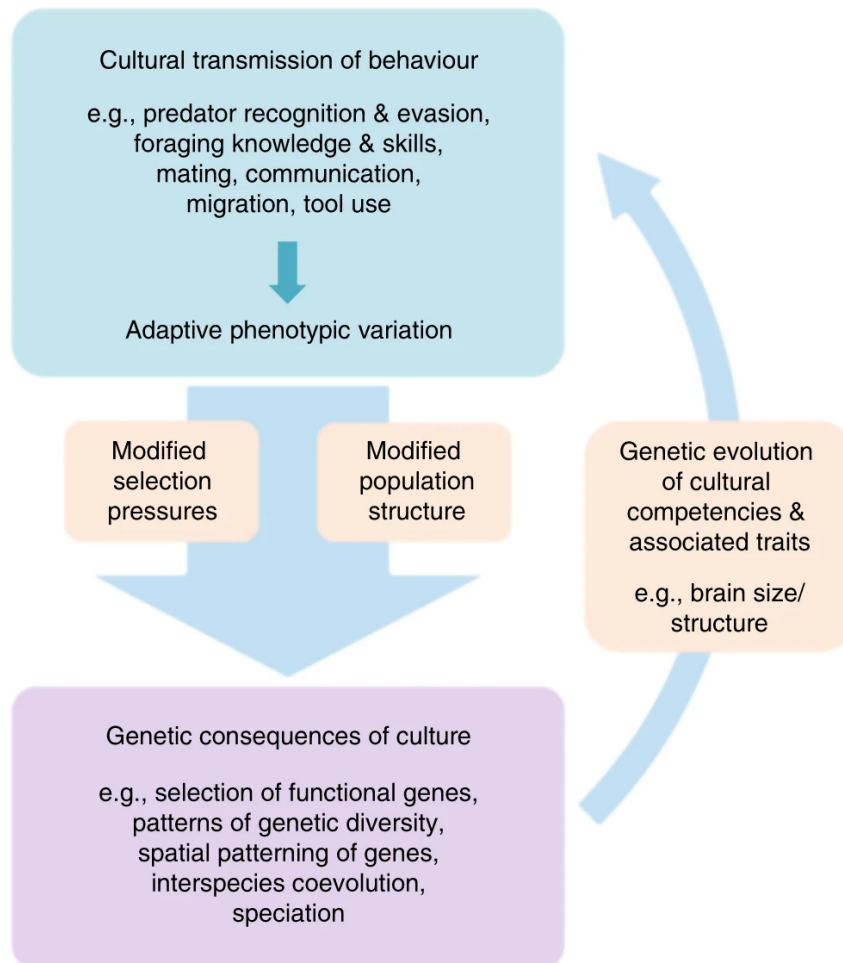 Cultural transmission of behaviour
e.g., predator recognition & evasion,
foraging knowledge & skills,
mating, communication,
migration, tool use
Adaptive phenotypic variation
Modified
selection
pressures
Modified
population
structure
Genetic evolution
of cultural
competencies &
associated traits
e.g., brain size/
structure
Genetic consequences of culture
e.g., selection of functional genes,
patterns of genetic diversity,
spatial patterning of genes,
interspecies coevolution,
speciation